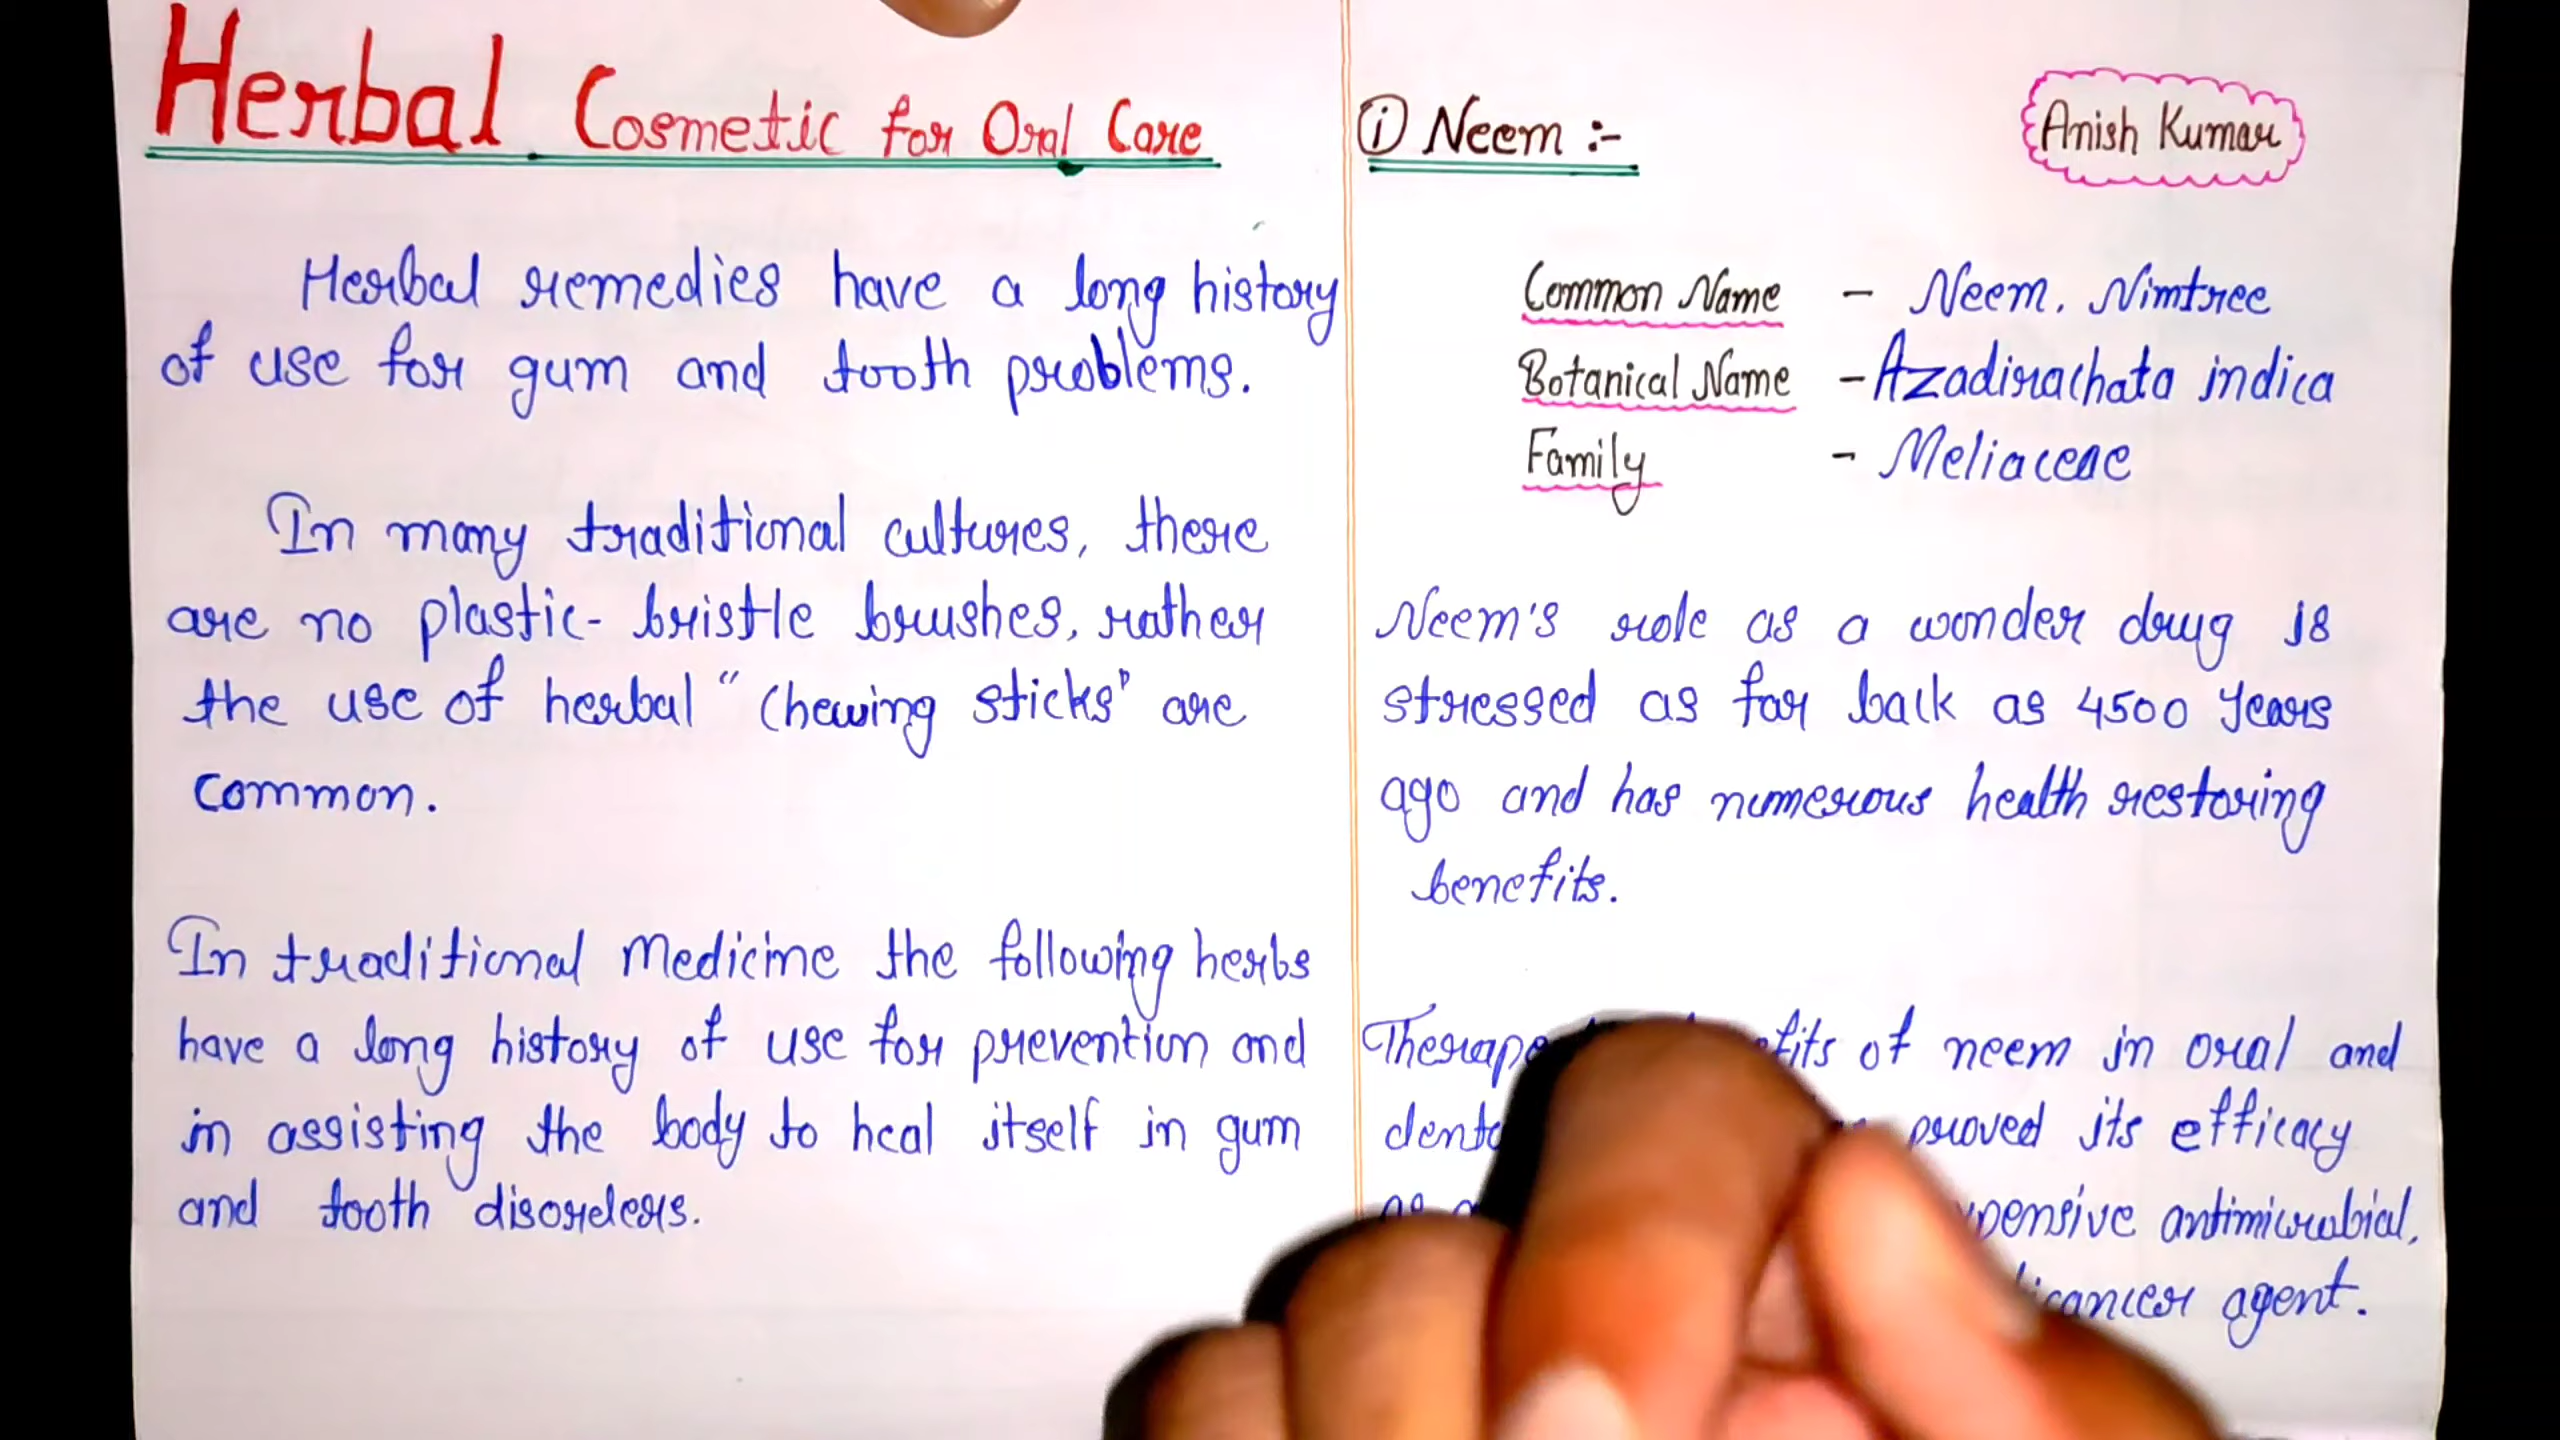 Herbal Cosmetic for Oral Care
Herbal remedies have a long history
of use for gum and tooth problems.
In many traditional cultures, there
are no plastic- bristle brushes, rather
the use of herbal "Chewing sticks" are
common.
In traditional Medicine the following herbs
have a long history of use for prevention and
in assisting the body to heal itself in gum
and tooth disorders.
(i) Neem :-
Anish Kumar
Common Name - Neem, Nimtree
Botanical Name - Azadirachata indica
Family - Meliaceae
Neem's role as a wonder drug is
stressed as far back as 4500 years
ago and has numerous health restoring
benefits.
of neem in oral and
proved its efficacy
antimicrobial,
agent.